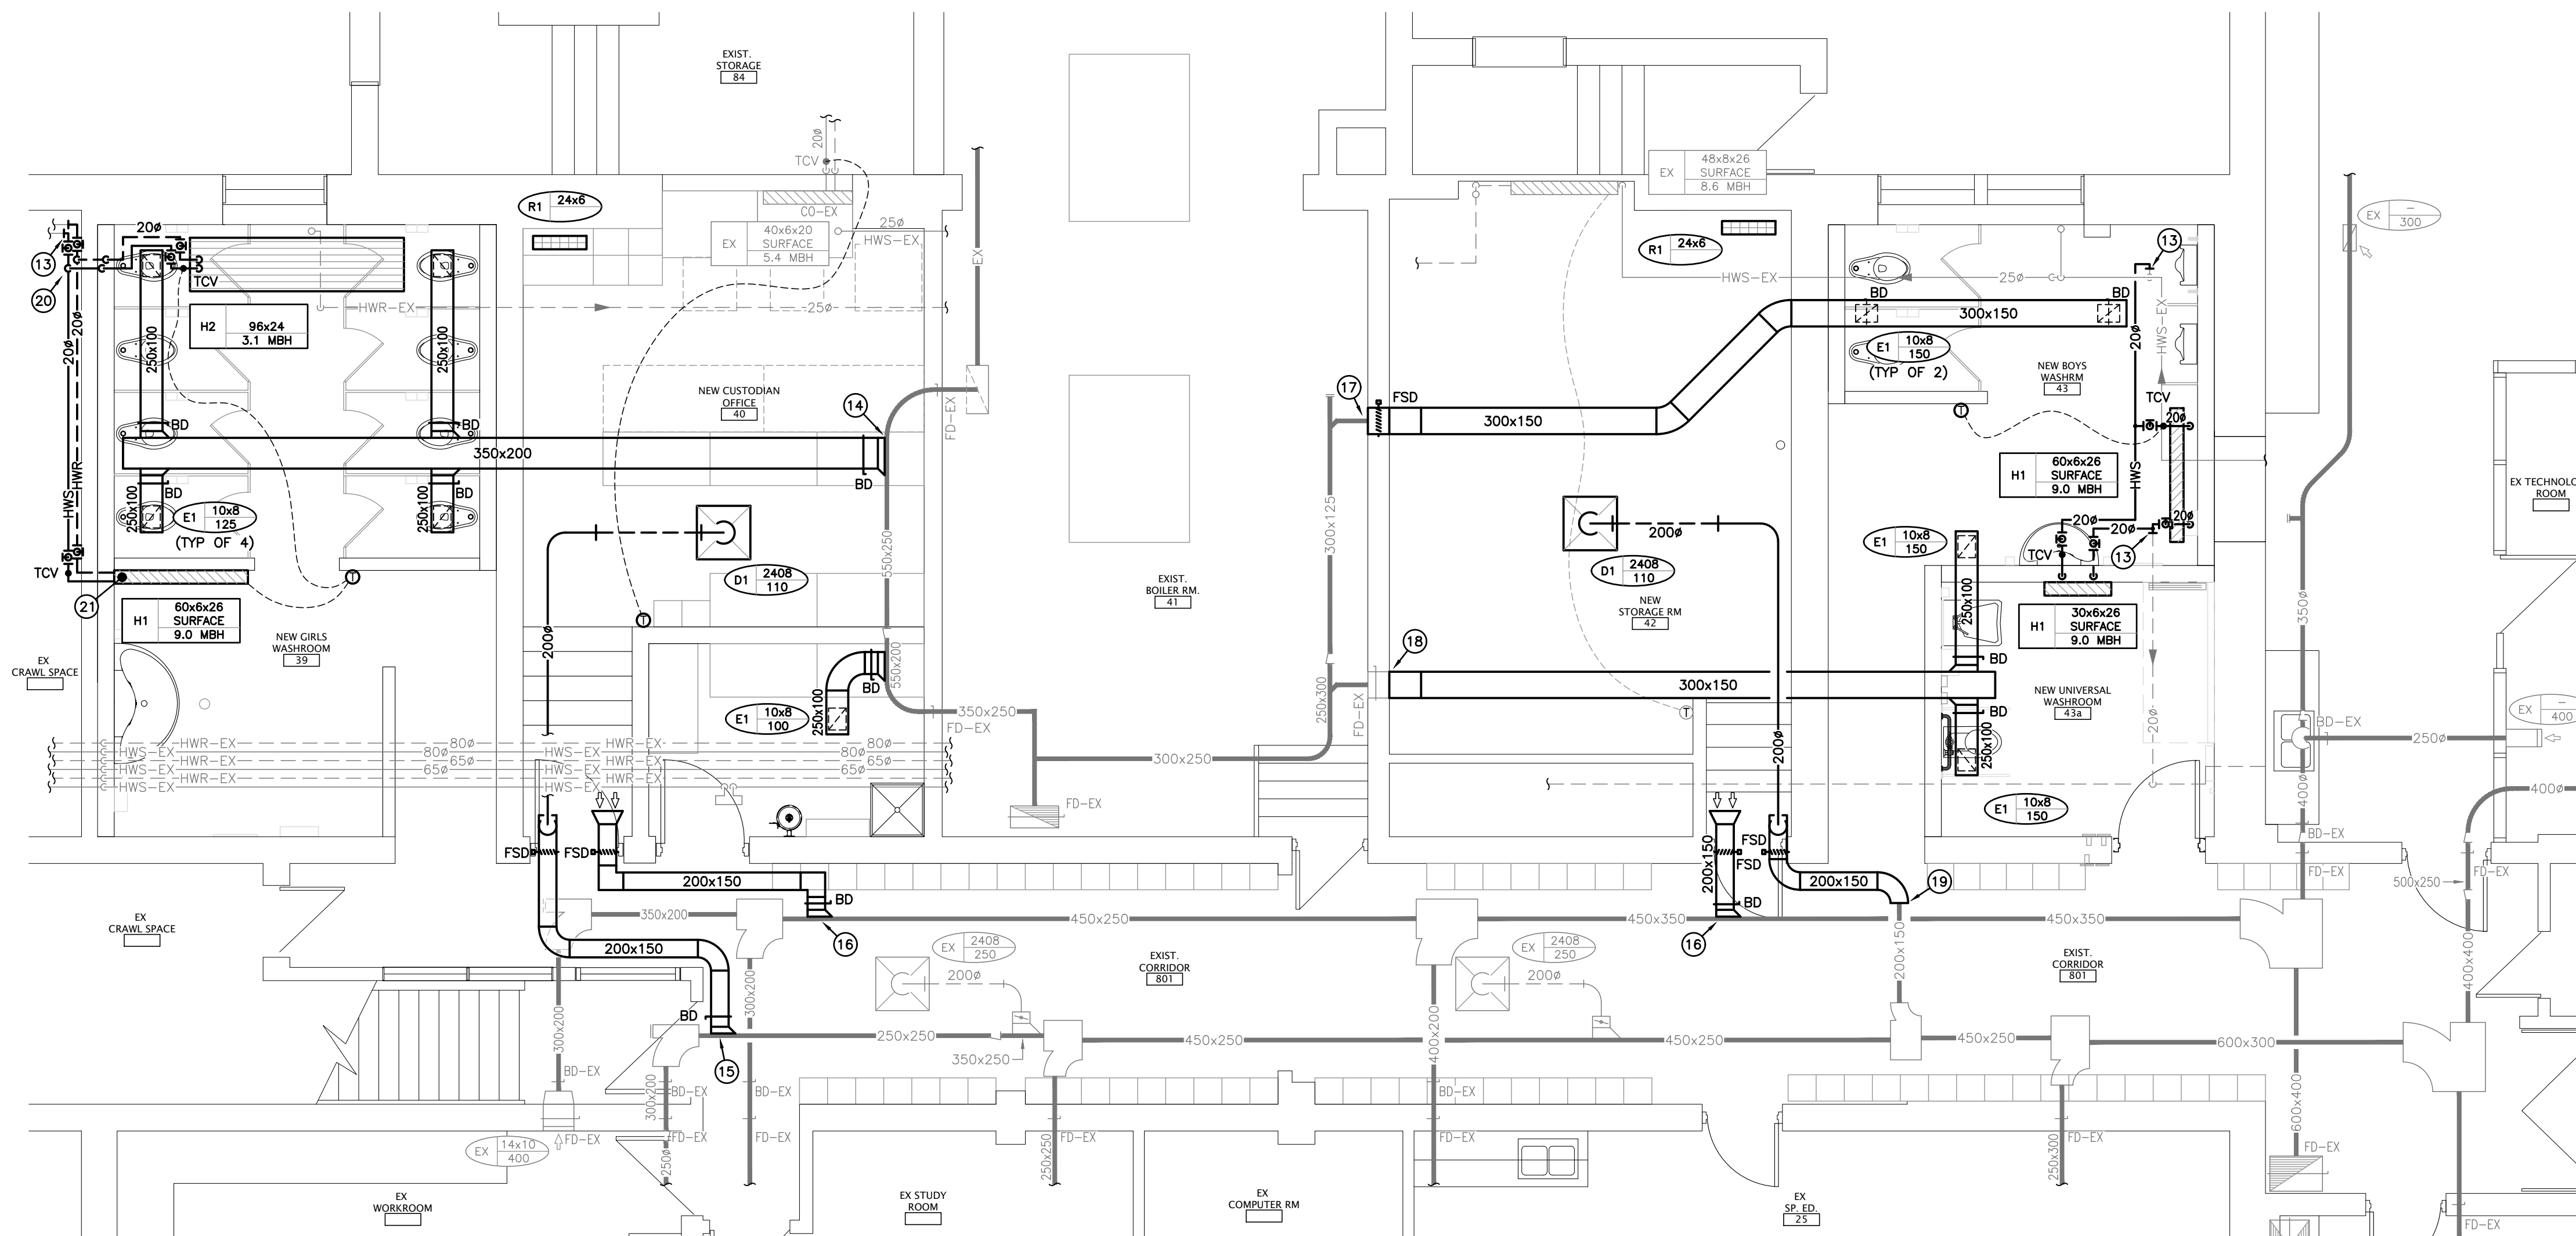 EXIST.
STORAGE
84
20ø
TCV
CO-EX
R1 24x6
EX 40x6x20
SURFACE
5.4 MBH
25ø
HWS-EX
EX
48x8x26
EX SURFACE
8.6 MBH
R1 24x6
HWS-EX
25ø
EX –
300
13
20
20ø
TCV
H2 96x24
3.1 MBH
HWR-EX
25ø
250x100
250x100
20ø
20ø
HWS
HWR
BD
BD
350x200
NEW CUSTODIAN
OFFICE
40
14
BD
FD-EX
250x100
BD
250x100
BD
E1 10x8
125
(TYP OF 4)
TCV
21
H1 60x6x26
SURFACE
9.0 MBH
NEW GIRLS
WASHROOM
39
EX
CRAWL SPACE
T
T
200ø
D1 2408
110
550x250
550x200
BD
250x100
E1 10x8
100
350x250
FD-EX
300x250
FD-EX
EXIST.
BOILER RM.
41
17
FSD
300x150
300x125
250x300
FD-EX
18
300x150
200ø
D1 2408
110
NEW
STORAGE RM
42
T
200ø
BD
BD
300x150
E1 10x8
150
(TYP OF 2)
NEW BOYS
WASHRM
43
13
20ø
HWS-EX
TCV
20ø
T
HWS
H1 60x6x26
SURFACE
9.0 MBH
20ø
20ø
20ø
TCV
13
E1 10x8
150
250x100
BD
H1 30x6x26
SURFACE
9.0 MBH
NEW UNIVERSAL
WASHROOM
43a
BD
250x100
20ø
E1 10x8
150
350ø
BD-EX
250ø
EX –
400
400ø
400ø
BD-EX
FD-EX
EX TECHNOLO
ROOM
HWR-EX HWR-EX 80ø 80ø
HWS-EX HWS-EX 80ø 80ø
HWR-EX HWR-EX 65ø 65ø
HWS-EX HWS-EX 65ø 65ø
HWR-EX HWR-EX
HWS-EX HWS-EX
FSD
FSD
200x150
BD
16
350x200
450x250
200x150
BD
15
EX
CRAWL SPACE
300x200
300x200
BD-EX
FD-EX
EX 14x10
400
300x200
BD-EX
FD-EX
250ø
BD-EX
FD-EX
250x250
350x250
EX 2408
250
200ø
EXIST.
CORRIDOR
801
450x250
EX 2408
250
200ø
450x250
450x350
200x150
FSD
FSD
BD
16
200x150
19
200x150
450x350
EXIST.
CORRIDOR
801
450x250
600x300
500x250
FD-EX
400x400
600x400
FD-EX
FD-EX
250x250
FD-EX
400x200
BD-EX
FD-EX
250x300
FD-EX
EX
WORKROOM
EX STUDY
ROOM
EX
COMPUTER RM
EX
SP. ED.
25